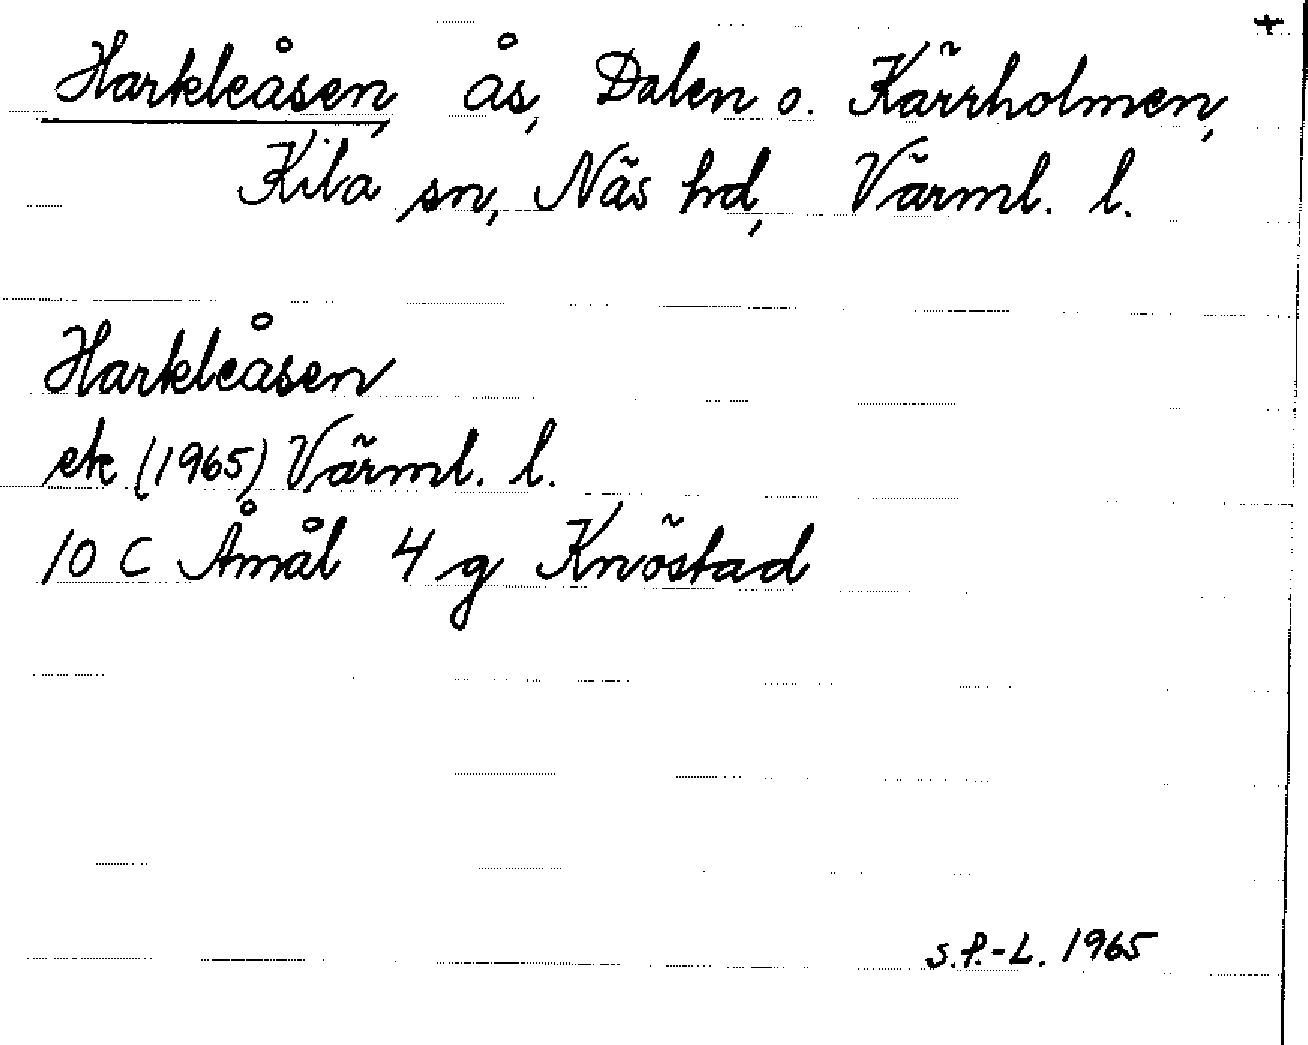 +
Harkleåsen, ås, Dalen o. Kärrholmen,
Kila sn, Näs hd, Värml. l.
Harkleåsen
ek (1965) Värml. l.
10 C Åmål 4 g Knöstad
S.P.-L. 1965